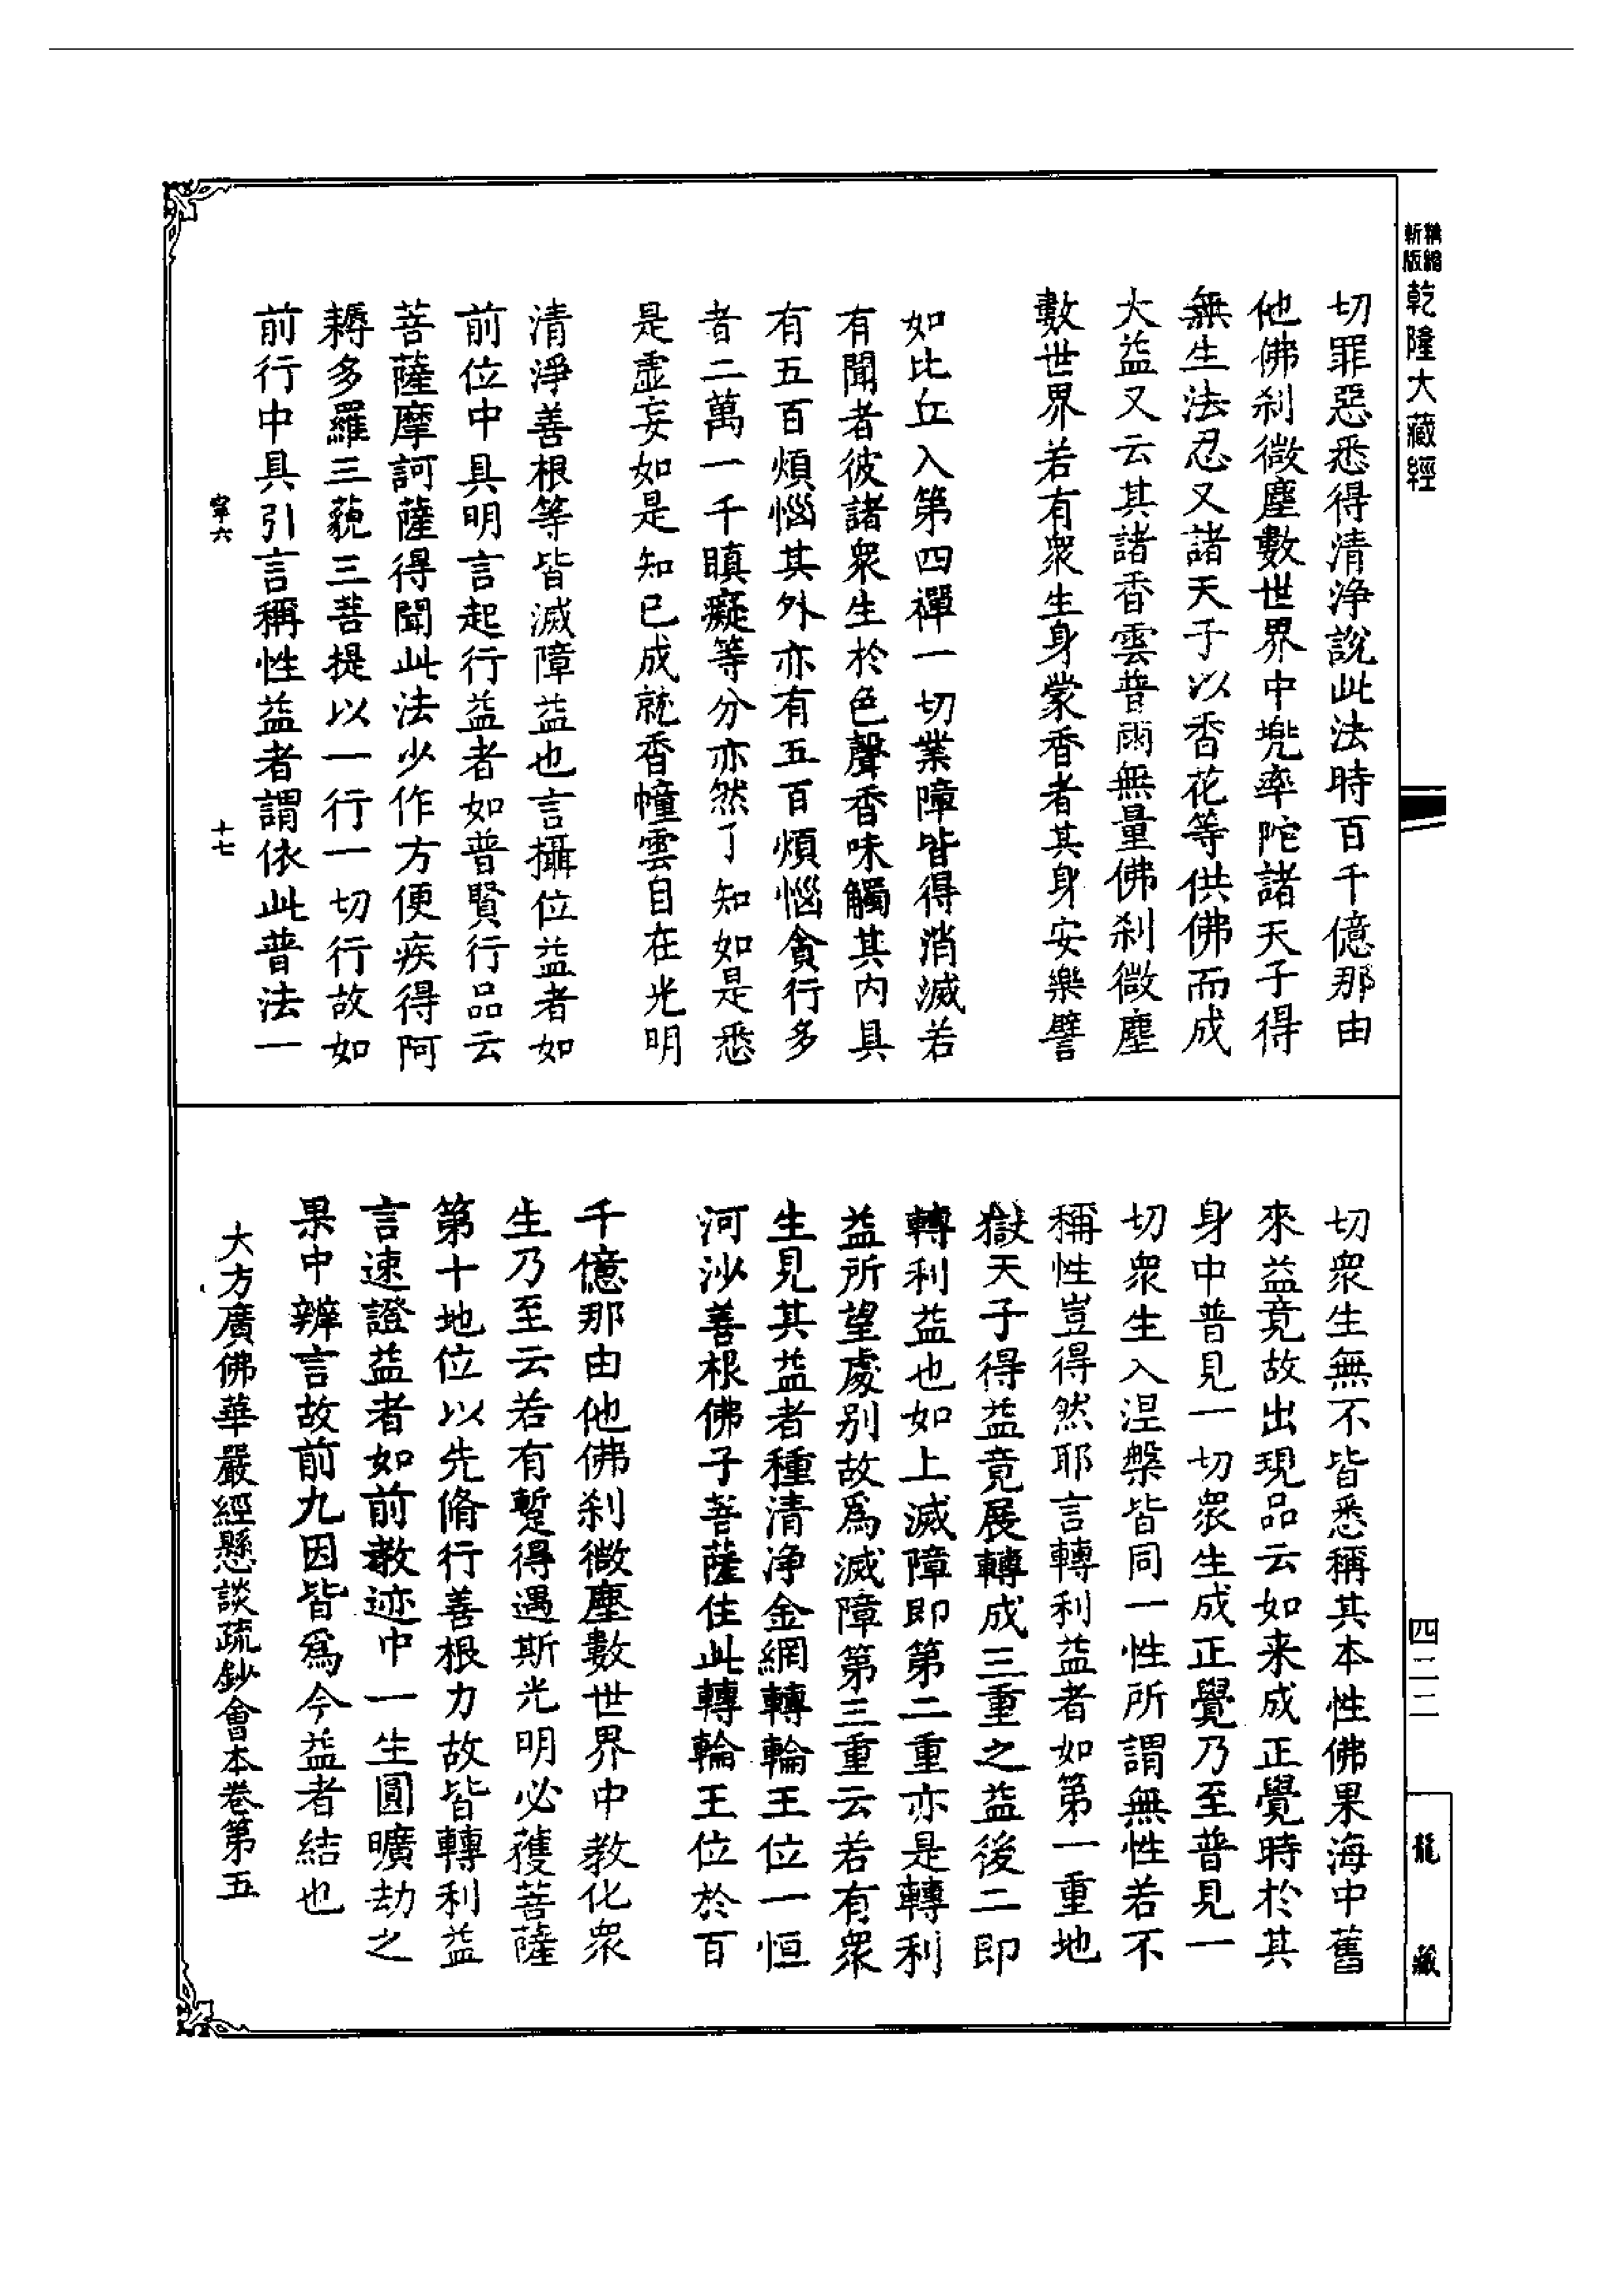 精縮新版乾隆大藏經
切罪惡悉得清淨說此法時百千億那由
他佛刹微塵數世界中兠率陀諸天子得
無生法忍又諸天子以香花等供佛而成
大益又云其諸香雲普雨無量佛刹微塵
數世界若有衆生身蒙香者其身安樂譬
如比丘入第四禪一切業障皆得消滅若
有聞者彼諸衆生於色聲香味觸其内具
有五百煩惱其外亦有五百煩惱貪行多
者二萬一千瞋癡等分亦然了知如是悉
是虛妄如是知已成就香幢雲自在光明
清淨善根等皆滅障益也言攝位益者如
前位中具明言起行益者如普賢行品云
菩薩摩訶薩得聞此法少作方便疾得阿
耨多羅三藐三菩提以一行一切行故如
前行中具引言稱性益者謂依此普法一
寧六
十七
切衆生無不皆悉稱其本性佛果海中舊
來益竟故出現品云如来成正覺時於其
身中普見一切衆生成正覺乃至普見一
切衆生入涅槃皆同一性所謂無性若不
稱性豈得然耶言轉利益者如第一重地
獄天子得益竟展轉成三重之益後二即
轉利益也如上滅障即第二重亦是轉利
益所望處别故爲滅障第三重云若有衆
生見其益者種清淨金網轉輪王位一恒
河沙善根佛子菩薩住此轉輪王位於百
千億那由他佛刹微塵數世界中教化衆
生乃至云若有蹔得遇斯光明必獲菩薩
第十地位以先脩行善根力故皆轉利益
言速證益者如前教迹中一生圓曠劫之
果中辨言故前九因皆爲今益者結也
大方廣佛華嚴經懸談疏鈔會本卷第五
四二二
龍藏